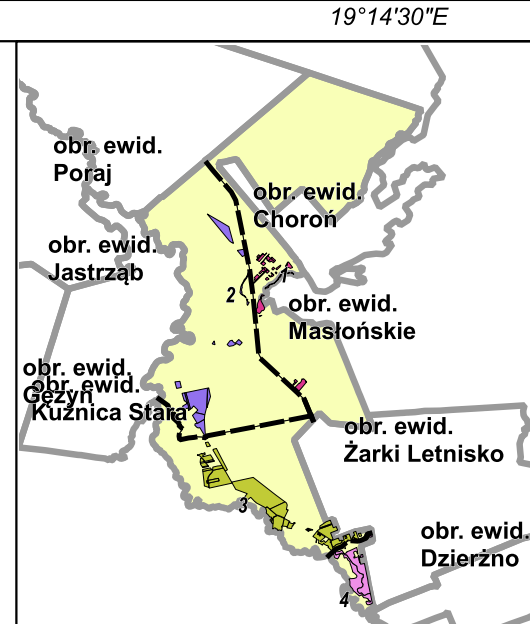 19°14'30"E
obr. ewid.
Poraj
obr. ewid.
Choroń
obr. ewid.
Jastrząb
1
2
obr. ewid.
Masłońskie
obr. ewid.
Gęzyn
obr. ewid.
Kuźnica Stara
obr. ewid.
Żarki Letnisko
3
obr. ewid.
Dzierżno
4